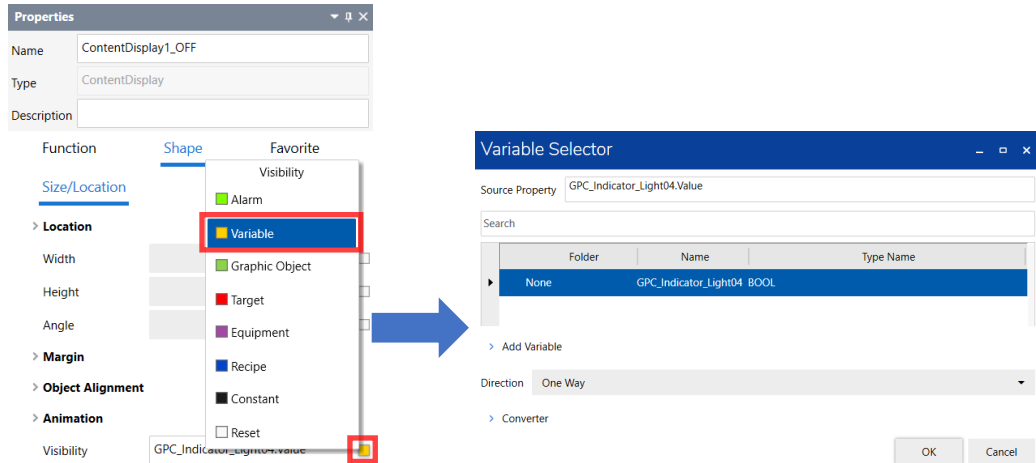 Properties
Name ContentDisplay1_OFF
Type ContentDisplay
Description
Function Shape Favorite
Size/Location
Location
Width
Height
Angle
Margin
Object Alignment
Animation
Visibility GPC_Indicator_Light04.Value
Visibility
Alarm
Variable
Graphic Object
Target
Equipment
Recipe
Constant
Reset
Variable Selector
Source Property GPC_Indicator_Light04.Value
Search
Folder Name Type Name
None GPC_Indicator_Light04 BOOL
Add Variable
Direction One Way
Converter
OK Cancel